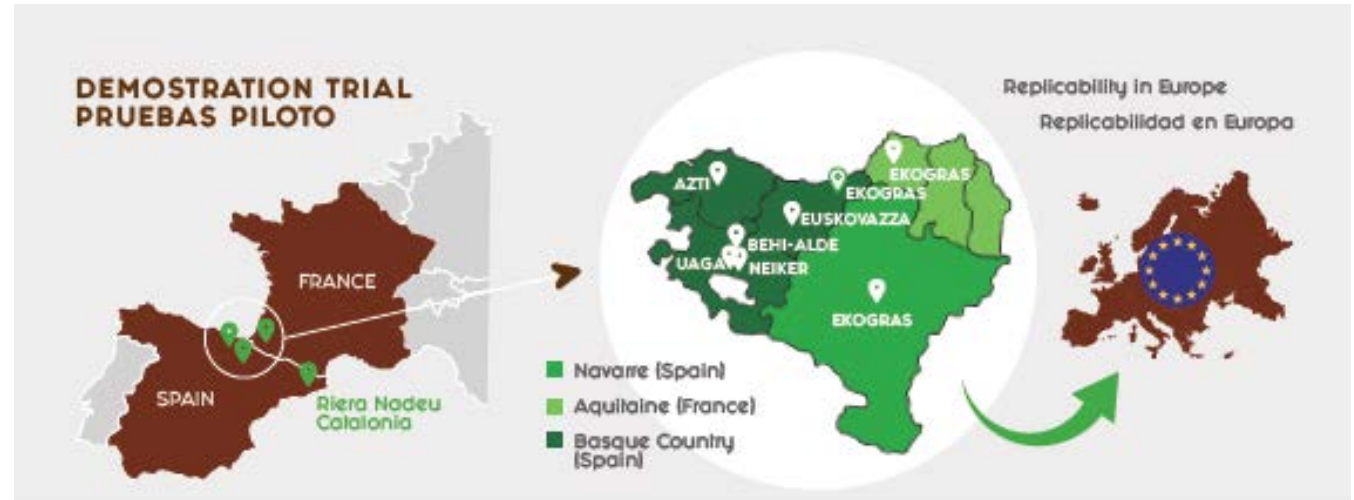 DEMOSTRATION TRIAL
PRUEBAS PILOTO
FRANCE
SPAIN
Riera Nadeu
Catalonia
AZTI
EKOGRAS
EKOGRAS
EUSKOVAZZA
BEHI-ALDE
UAGA
NEIKER
EKOGRAS
Navarre (Spain)
Aquitaine (France)
Basque Country
(Spain)
Replicability in Europe
Replicabilidad en Europa